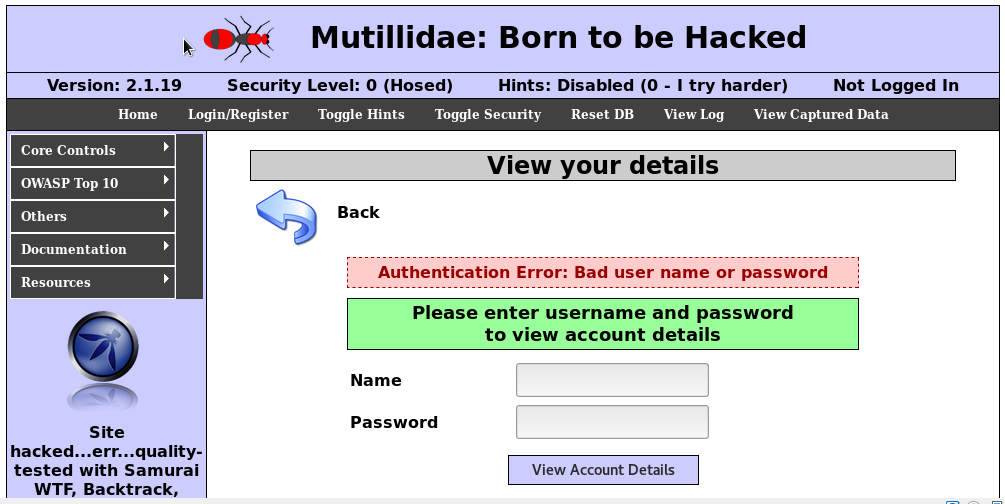 Mutillidae: Born to be Hacked
Version: 2.1.19 Security Level: 0 (Hosed) Hints: Disabled (0 - I try harder) Not Logged In
Home Login/Register Toggle Hints Toggle Security Reset DB View Log View Captured Data
Core Controls
OWASP Top 10
Others
Documentation
Resources
Site
hacked...err...quality-
tested with Samurai
WTF, Backtrack,
View your details
Back
Authentication Error: Bad user name or password
Please enter username and password
to view account details
Name
Password
View Account Details